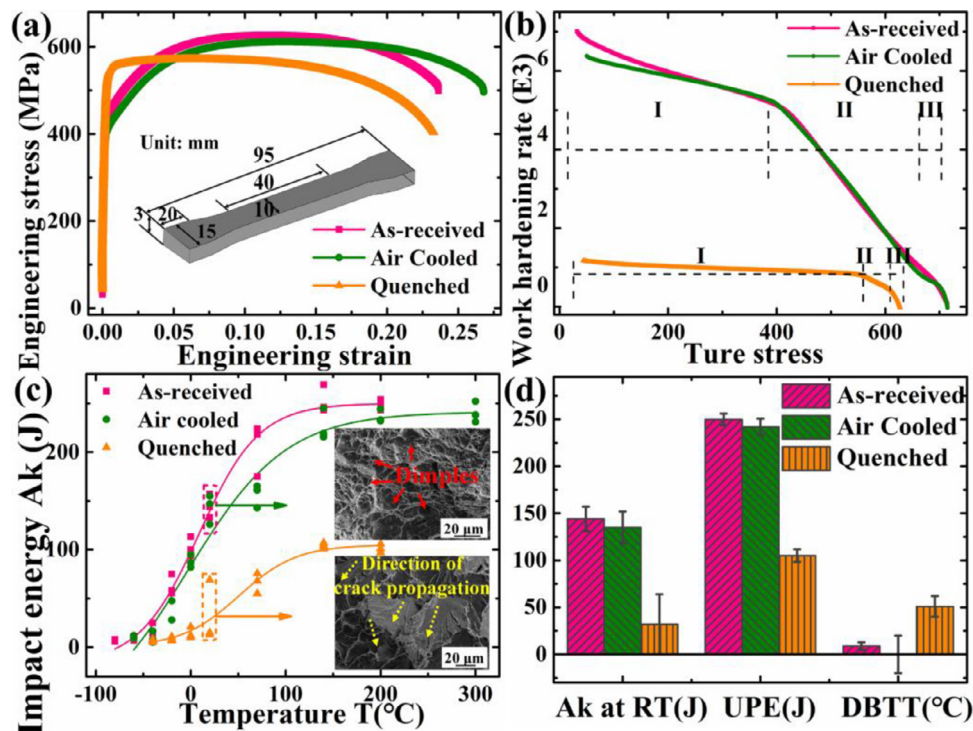 (a)
Engineering stress (MPa)
600
400
200
0
Unit: mm
95
40
3
20
10
15
As-received
Air Cooled
Quenched
0.00
0.05
0.10
0.15
0.20
0.25
Engineering strain
(b)
Work hardening rate (E3)
6
4
2
0
As-received
Air Cooled
Quenched
I
II
III
I
II
III
0
200
400
600
Ture stress
(c)
Impact energy Ak (J)
200
100
0
As-received
Air cooled
Quenched
Dimples
20 μm
Direction of
crack propagation
20 μm
-100
0
100
200
300
Temperature T(°C)
(d)
250
200
150
100
50
0
As-received
Air Cooled
Quenched
Ak at RT(J)
UPE(J)
DBTT(°C)